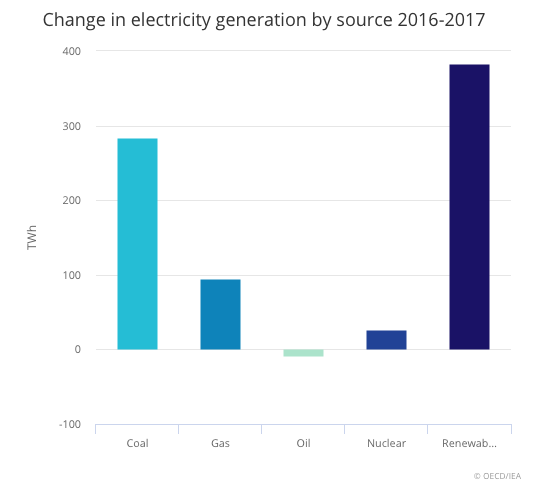 Change in electricity generation by source 2016-2017
400
300
200
100
0
-100
TWh
Coal Gas Oil Nuclear Renewab...
© OECD/IEA